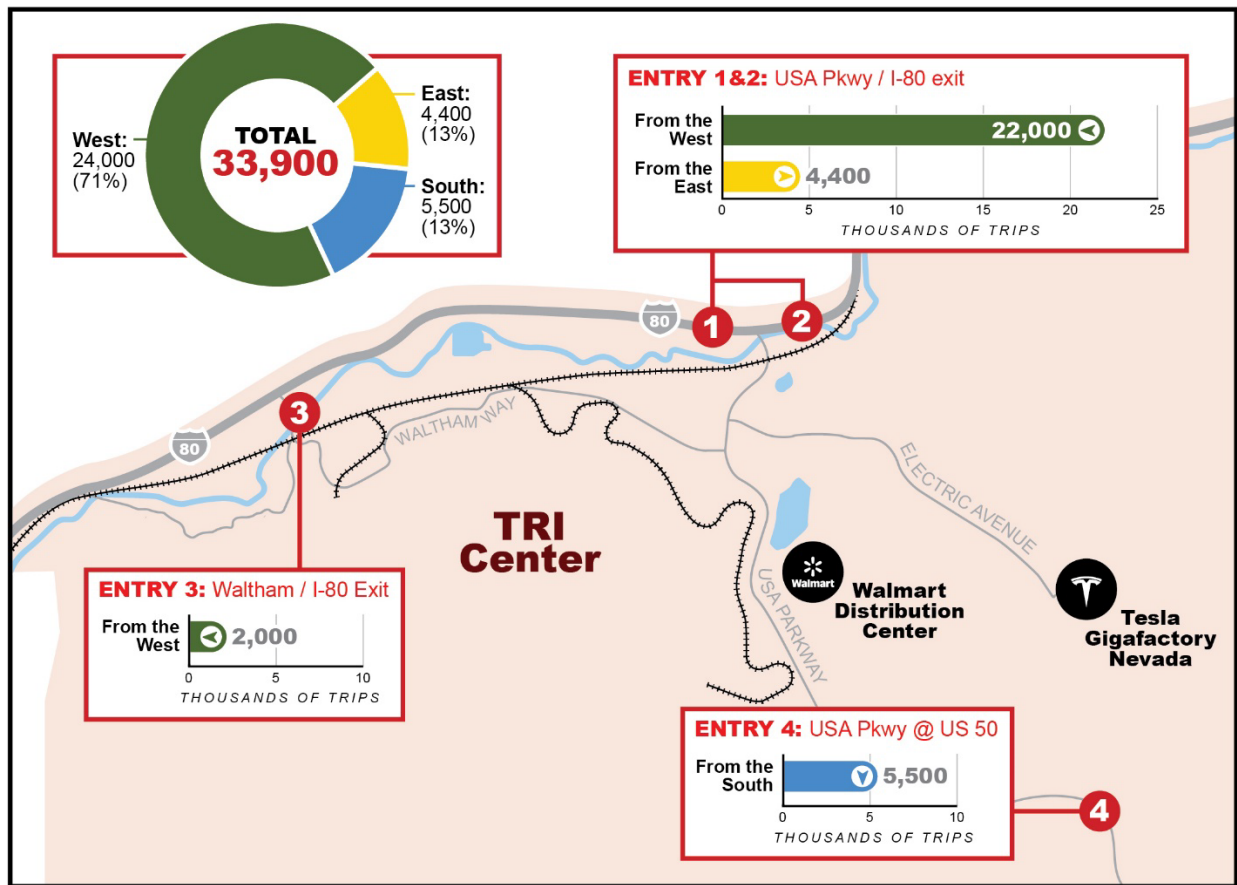 West:
24,000
(71%)
TOTAL
33,900
East:
4,400
(13%)
South:
5,500
(13%)
ENTRY 1&2: USA Pkwy / I-80 exit
From the
West
22,000
From the
East
4,400
0 5 10 15 20 25
THOUSANDS OF TRIPS
80
1
2
3
80
WALTHAM WAY
ELECTRIC AVENUE
TRI
Center
USA PARKWAY
Walmart
Walmart
Distribution
Center
Tesla
Gigafactory
Nevada
ENTRY 3: Waltham / I-80 Exit
From the
West
2,000
0 5 10
THOUSANDS OF TRIPS
ENTRY 4: USA Pkwy @ US 50
From the
South
5,500
0 5 10
THOUSANDS OF TRIPS
4